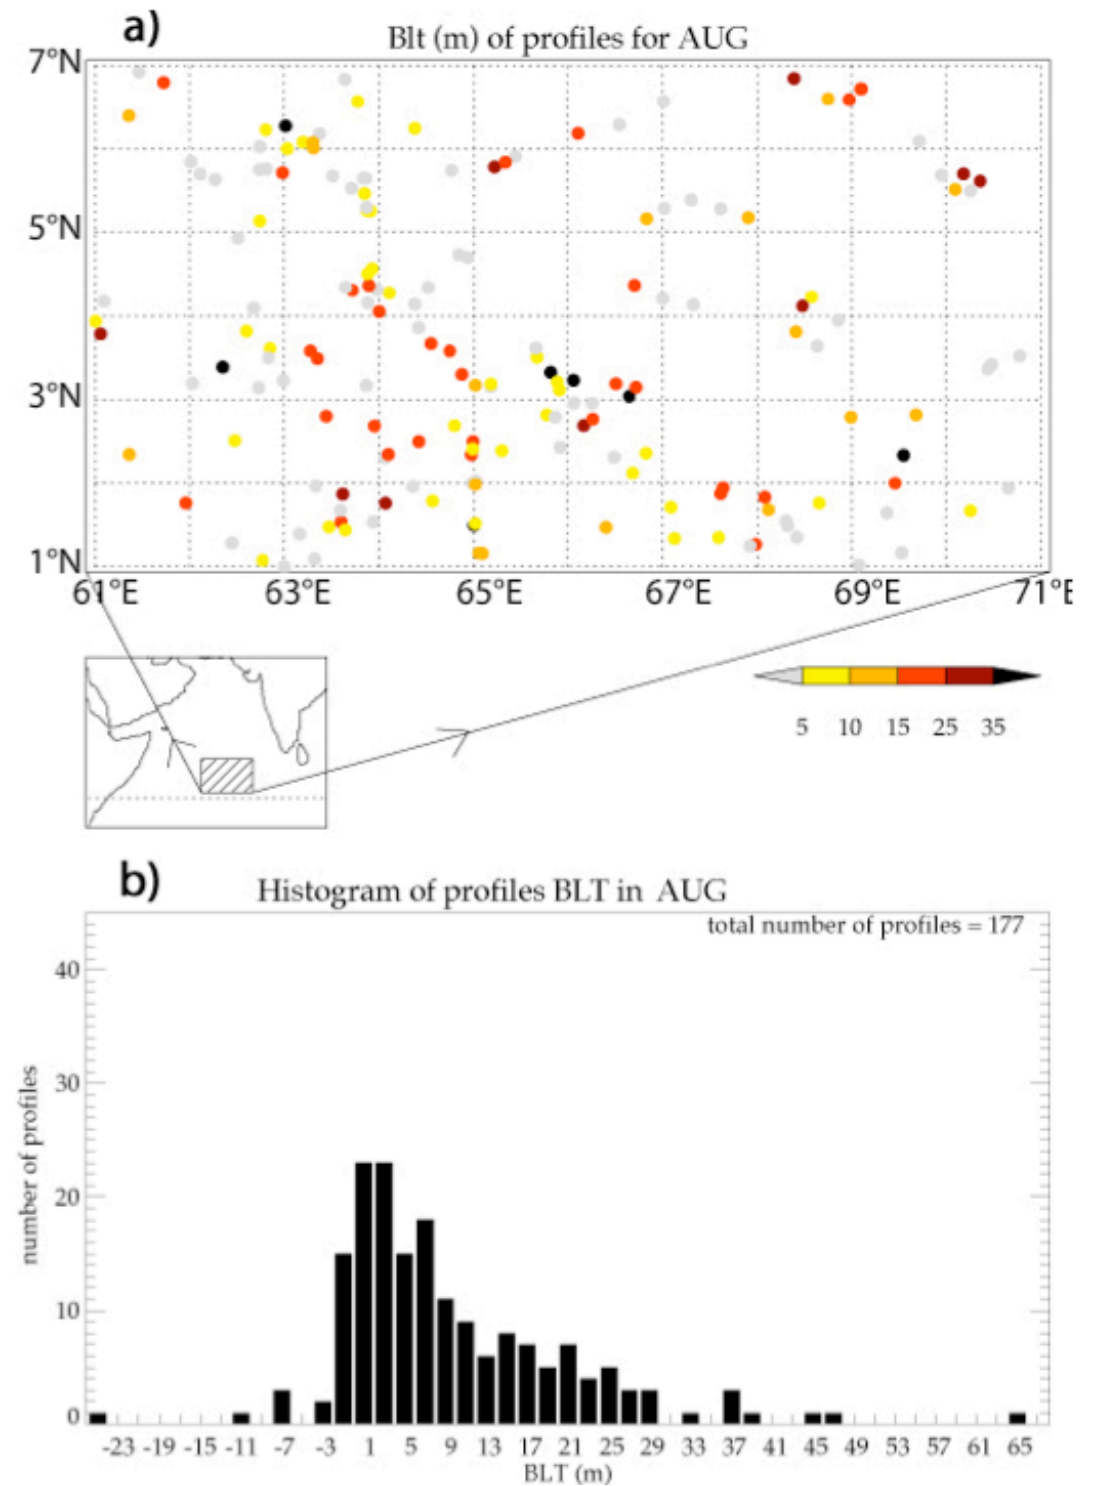 a)
Blt (m) of profiles for AUG
7°N
5°N
3°N
1°N
61°E 63°E 65°E 67°E 69°E 71°E
5 10 15 25 35
b)
Histogram of profiles BLT in AUG
total number of profiles = 177
number of profiles
40
30
20
10
0
-23 -19 -15 -11 -7 -3 1 5 9 13 17 21 25 29 33 37 41 45 49 53 57 61 65
BLT (m)